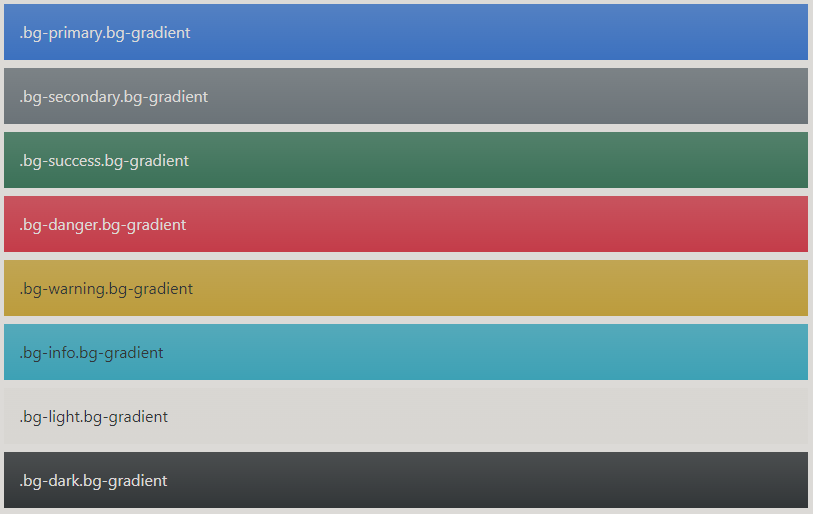 .bg-primary.bg-gradient
.bg-secondary.bg-gradient
.bg-success.bg-gradient
.bg-danger.bg-gradient
.bg-warning.bg-gradient
.bg-info.bg-gradient
.bg-light.bg-gradient
.bg-dark.bg-gradient